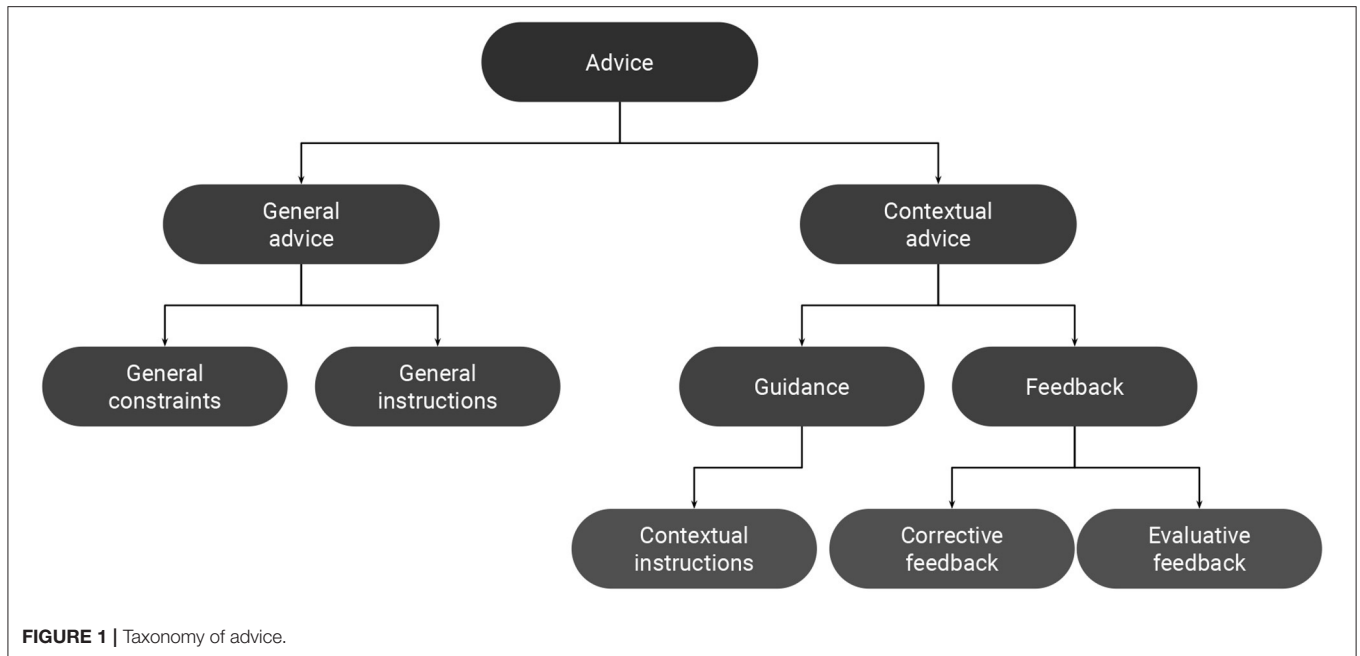 Advice
General
advice
Contextual
advice
General
constraints
General
instructions
Guidance
Feedback
Contextual
instructions
Corrective
feedback
Evaluative
feedback
FIGURE 1 | Taxonomy of advice.